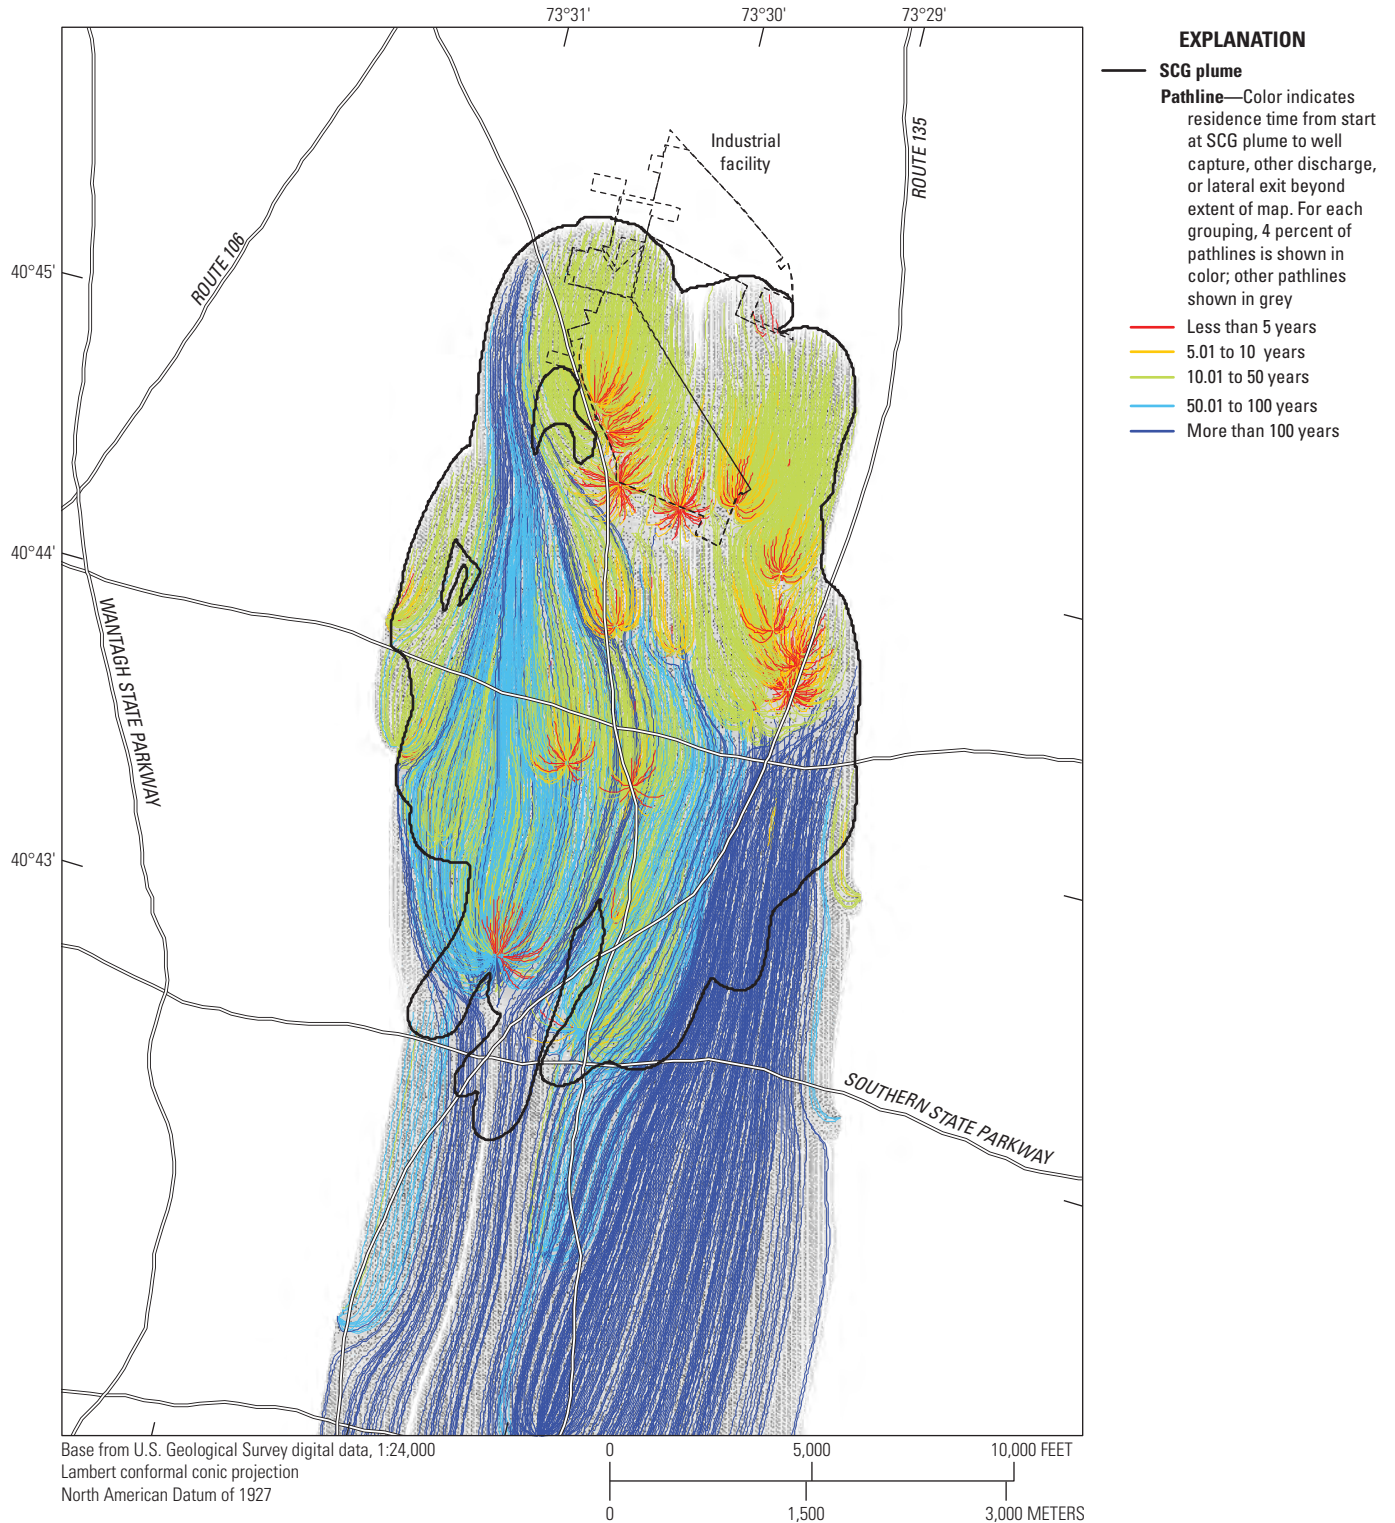 73°31'
73°30'
73°29'
EXPLANATION
SCG plume
Pathline—Color indicates
residence time from start
at SCG plume to well
capture, other discharge,
or lateral exit beyond
extent of map. For each
grouping, 4 percent of
pathlines is shown in
color; other pathlines
shown in grey
Less than 5 years
5.01 to 10 years
10.01 to 50 years
50.01 to 100 years
More than 100 years
Industrial
facility
ROUTE 135
ROUTE 106
40°45'
40°44'
WANTAGH STATE PARKWAY
40°43'
SOUTHERN STATE PARKWAY
Base from U.S. Geological Survey digital data, 1:24,000
Lambert conformal conic projection
North American Datum of 1927
0 5,000 10,000 FEET
0 1,500 3,000 METERS